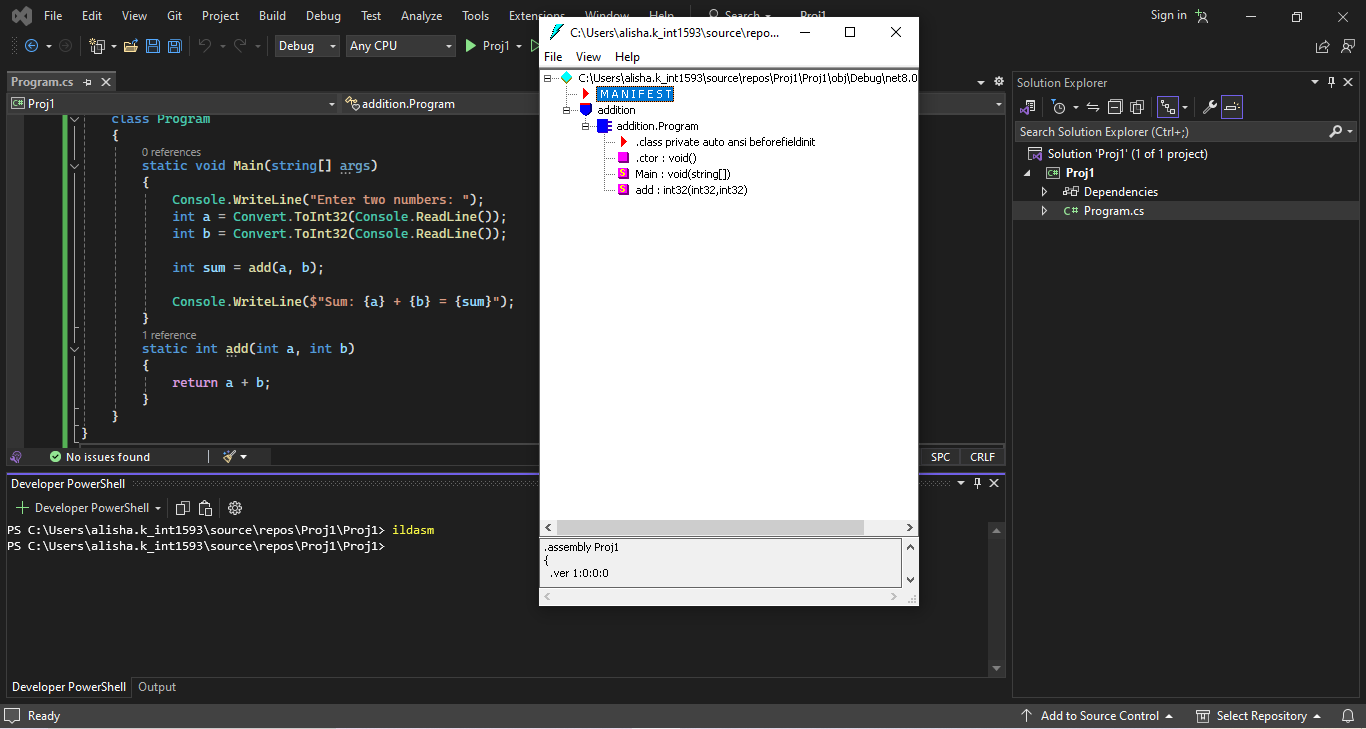 File Edit View Git Project Build Debug Test Analyze Tools Extensions Window Help Search Proj1 Sign in
Debug Any CPU Proj1
Program.cs
C# Proj1 addition.Program
class Program
{
0 references
static void Main(string[] args)
{
Console.WriteLine("Enter two numbers: ");
int a = Convert.ToInt32(Console.ReadLine());
int b = Convert.ToInt32(Console.ReadLine());
int sum = add(a, b);
Console.WriteLine($"Sum: {a} + {b} = {sum}");
}
1 reference
static int add(int a, int b)
{
return a + b;
}
}
}
No issues found
SPC CRLF
Developer PowerShell
Developer PowerShell
PS C:\Users\alisha.k_int1593\source\repos\Proj1\Proj1> ildasm
PS C:\Users\alisha.k_int1593\source\repos\Proj1\Proj1>
Developer PowerShell Output
Ready
C:\Users\alisha.k_int1593\source\repo...
File View Help
C:\Users\alisha.k_int1593\source\repos\Proj1\Proj1\obj\Debug\net8.0
MANIFEST
addition
addition.Program
.class private auto ansi beforefieldinit
.ctor : void()
S Main : void(string[])
S add : int32(int32,int32)
.assembly Proj1
{
.ver 1:0:0:0
Solution Explorer
Search Solution Explorer (Ctrl+;)
Solution 'Proj1' (1 of 1 project)
C# Proj1
Dependencies
C# Program.cs
Add to Source Control Select Repository